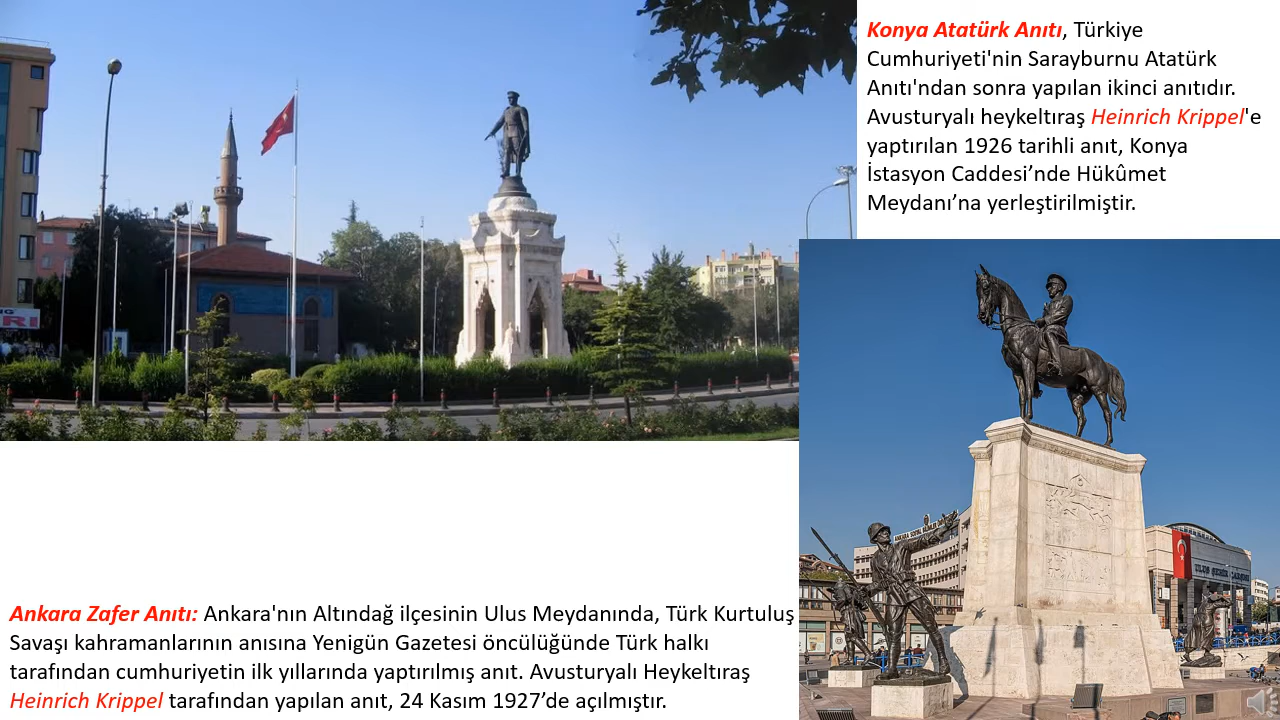 Konya Atatürk Anıtı, Türkiye
Cumhuriyeti'nin Sarayburnu Atatürk
Anıtı'ndan sonra yapılan ikinci anıtıdır.
Avusturyalı heykeltıraş Heinrich Krippel'e
yaptırılan 1926 tarihli anıt, Konya
İstasyon Caddesi’nde Hükûmet
Meydanı’na yerleştirilmiştir.
Ankara Zafer Anıtı: Ankara'nın Altındağ ilçesinin Ulus Meydanında, Türk Kurtuluş
Savaşı kahramanlarının anısına Yenigün Gazetesi öncülüğünde Türk halkı
tarafından cumhuriyetin ilk yıllarında yaptırılmış anıt. Avusturyalı Heykeltıraş
Heinrich Krippel tarafından yapılan anıt, 24 Kasım 1927’de açılmıştır.